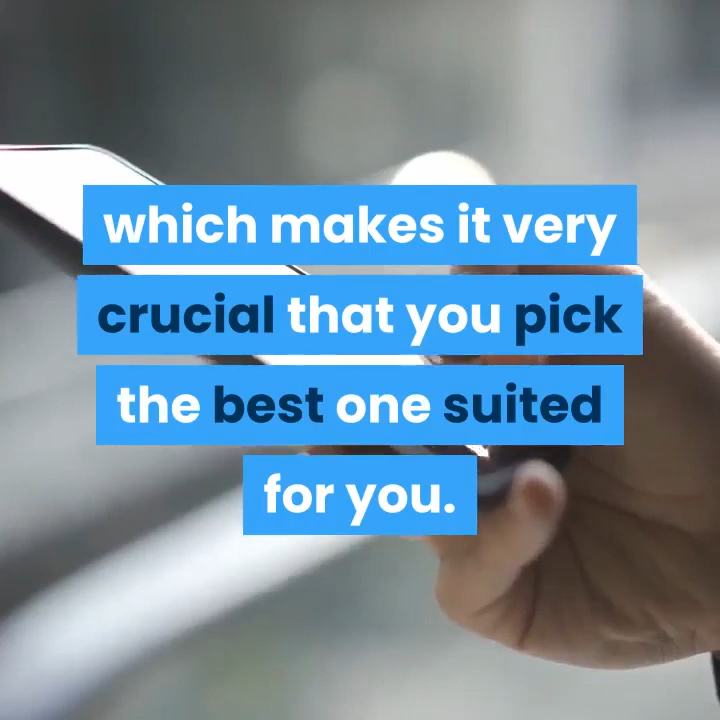 which makes it very
crucial that you pick
the best one suited
for you.